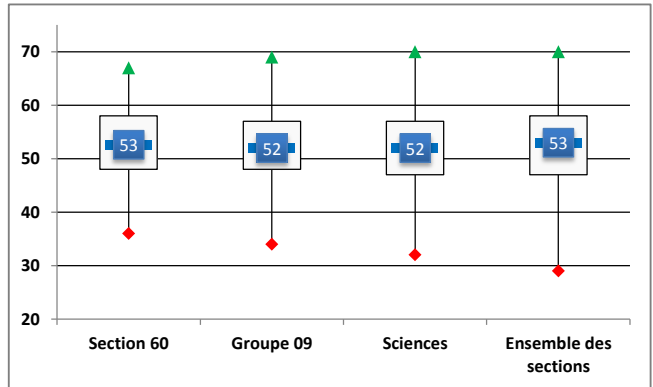 70
60
50
40
30
20
53
52
52
53
Section 60
Groupe 09
Sciences
Ensemble des
sections